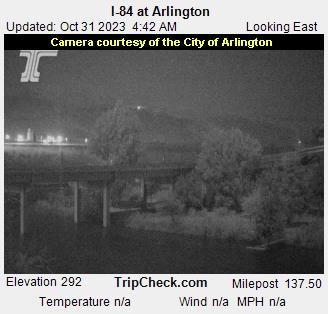 I-84 at Arlington
Updated: Oct 31 2023 4:42 AM Looking East
Camera courtesy of the City of Arlington
Elevation 292 TripCheck.com Milepost 137.50
Temperature n/a Wind n/a MPH n/a